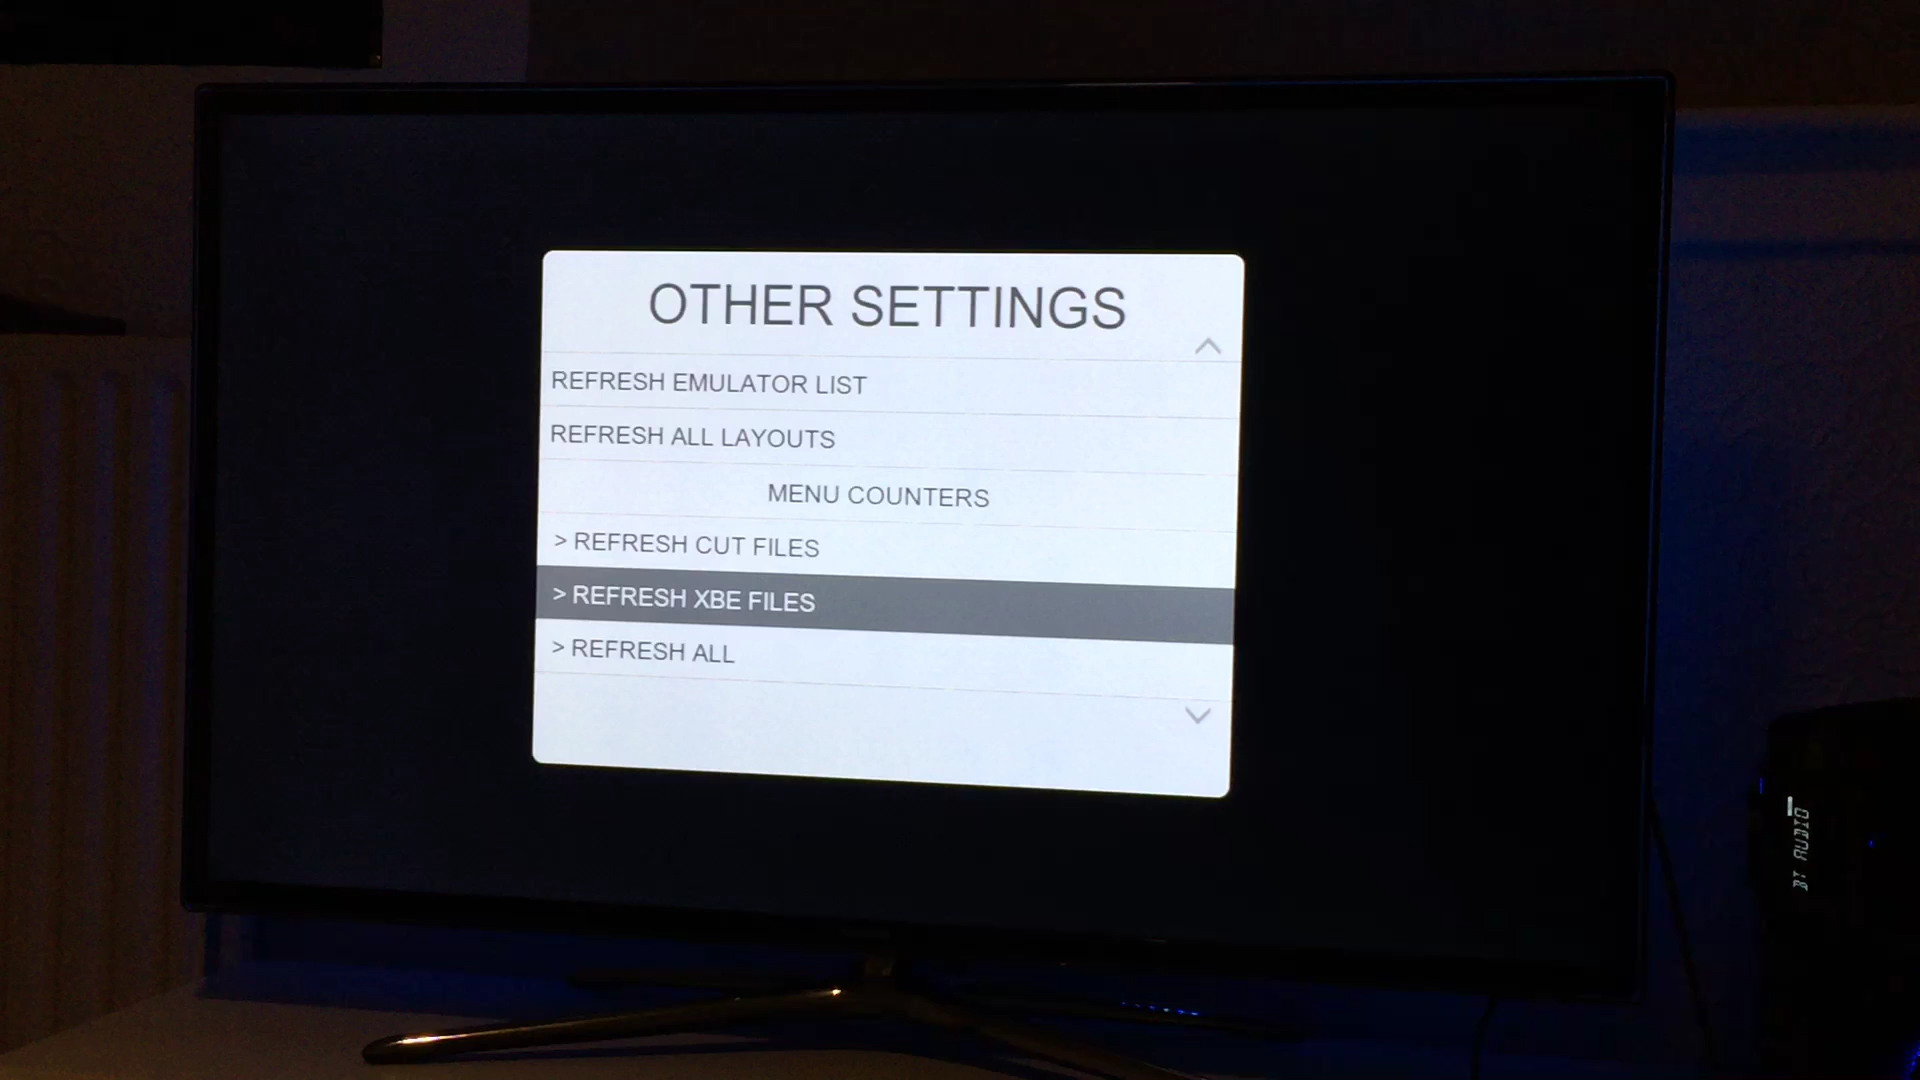 OTHER SETTINGS
REFRESH EMULATOR LIST
REFRESH ALL LAYOUTS
MENU COUNTERS
> REFRESH CUT FILES
> REFRESH XBE FILES
> REFRESH ALL
BT AUDIO